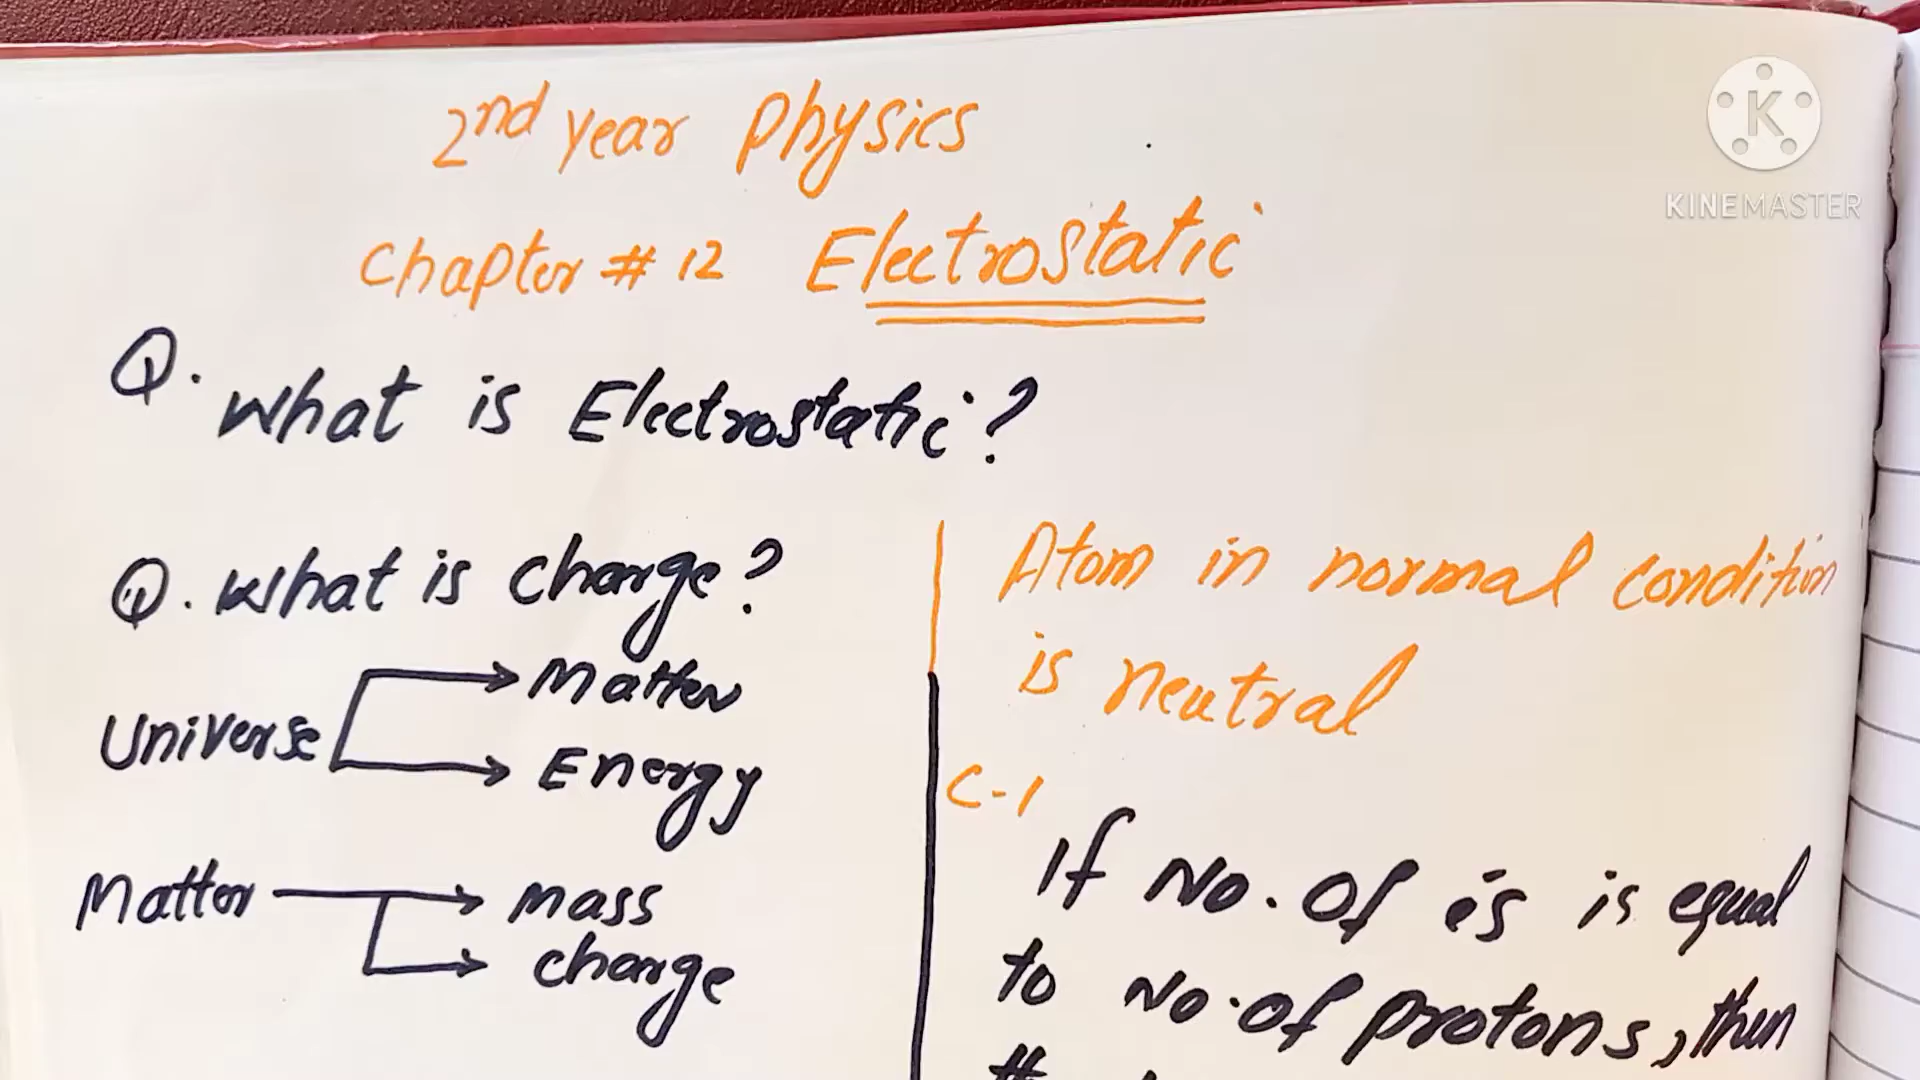 2nd year Physics
Chapter # 12 Electrostatic
Q. What is Electrostatic?
Q. What is charge?
Universe → Matter
→ Energy
Matter → mass
→ charge
Atom in normal condition
is neutral
C-1
If No. of e's is equal
to No. of protons, then
K
KINEMASTER